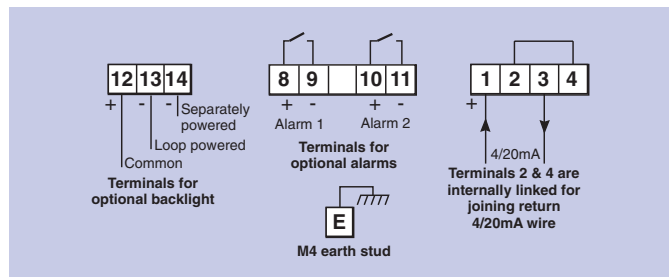 12 13 14
+ - -
Separately
powered
Loop powered
Common
Terminals for
optional backlight
8 9 10 11
+ - + -
Alarm 1 Alarm 2
Terminals for
optional alarms
E
M4 earth stud
1 2 3 4
+
4/20mA
Terminals 2 & 4 are
internally linked for
joining return
4/20mA wire